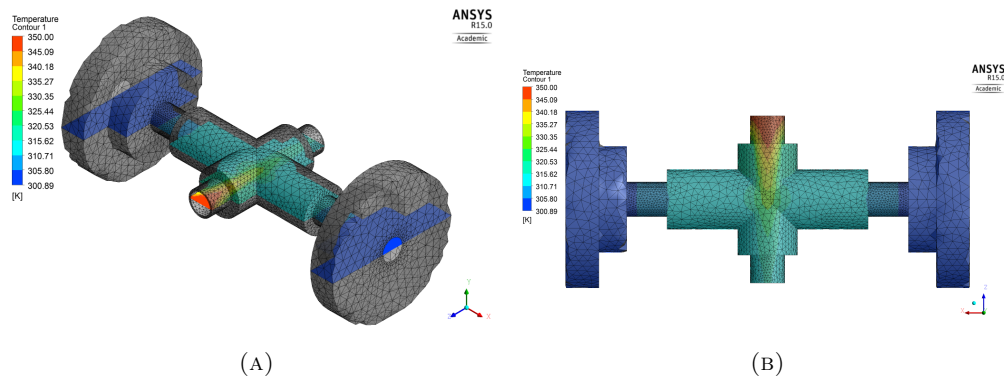 Temperature
Contour 1
350.00
345.09
340.18
335.27
330.35
325.44
320.53
315.62
310.71
305.80
300.89
[K]
ANSYS
R15.0
Academic
Y
Z
X
(A)
Temperature
Contour 1
350.00
345.09
340.18
335.27
330.35
325.44
320.53
315.62
310.71
305.80
300.89
[K]
ANSYS
R15.0
Academic
Z
X
(B)